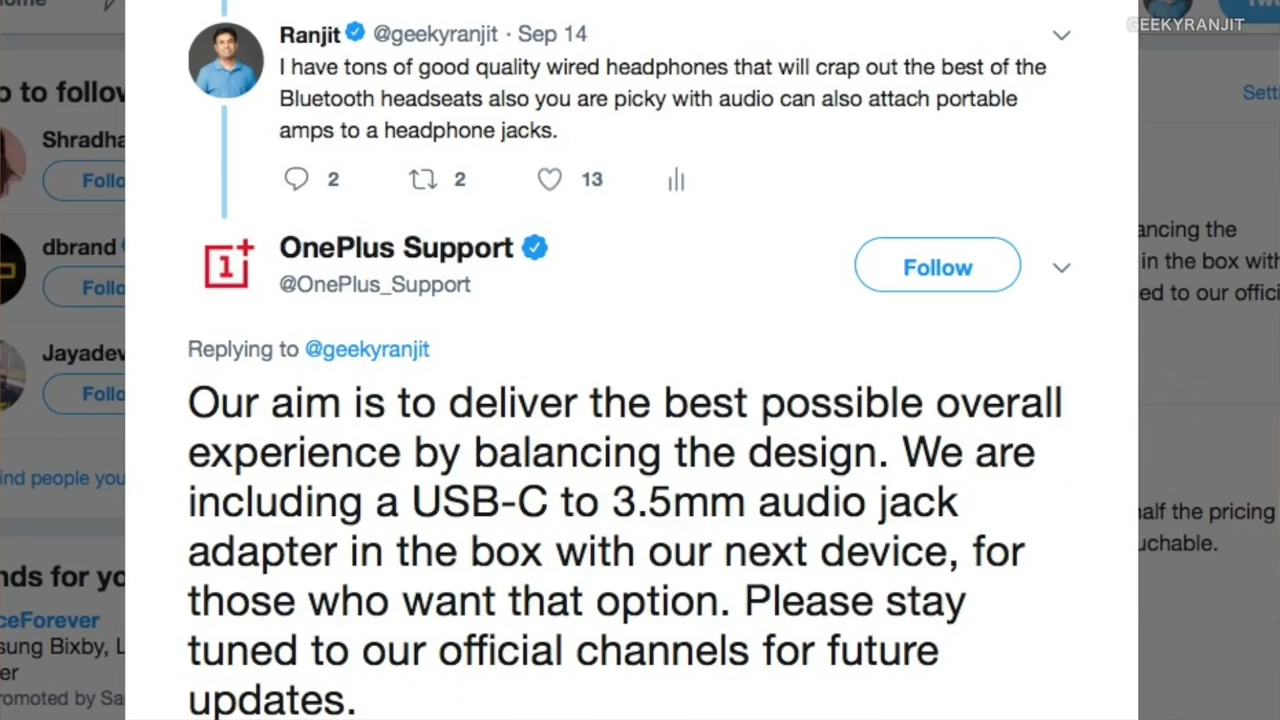 GEEKYRANJIT
Ranjit @geekyranjit · Sep 14
I have tons of good quality wired headphones that will crap out the best of the
Bluetooth headseats also you are picky with audio can also attach portable
amps to a headphone jacks.
2 2 13
OnePlus Support
@OnePlus_Support
Follow
Replying to @geekyranjit
Our aim is to deliver the best possible overall
experience by balancing the design. We are
including a USB-C to 3.5mm audio jack
adapter in the box with our next device, for
those who want that option. Please stay
tuned to our official channels for future
updates.
o to follow
Shradha
Follo
dbrand
Follo
Jayadev
Follo
ind people you
nds for yo
ceForever
sung Bixby, L
er
romoted by Sa
Setti
ancing the
in the box with
ed to our offici
alf the pricing
uchable.